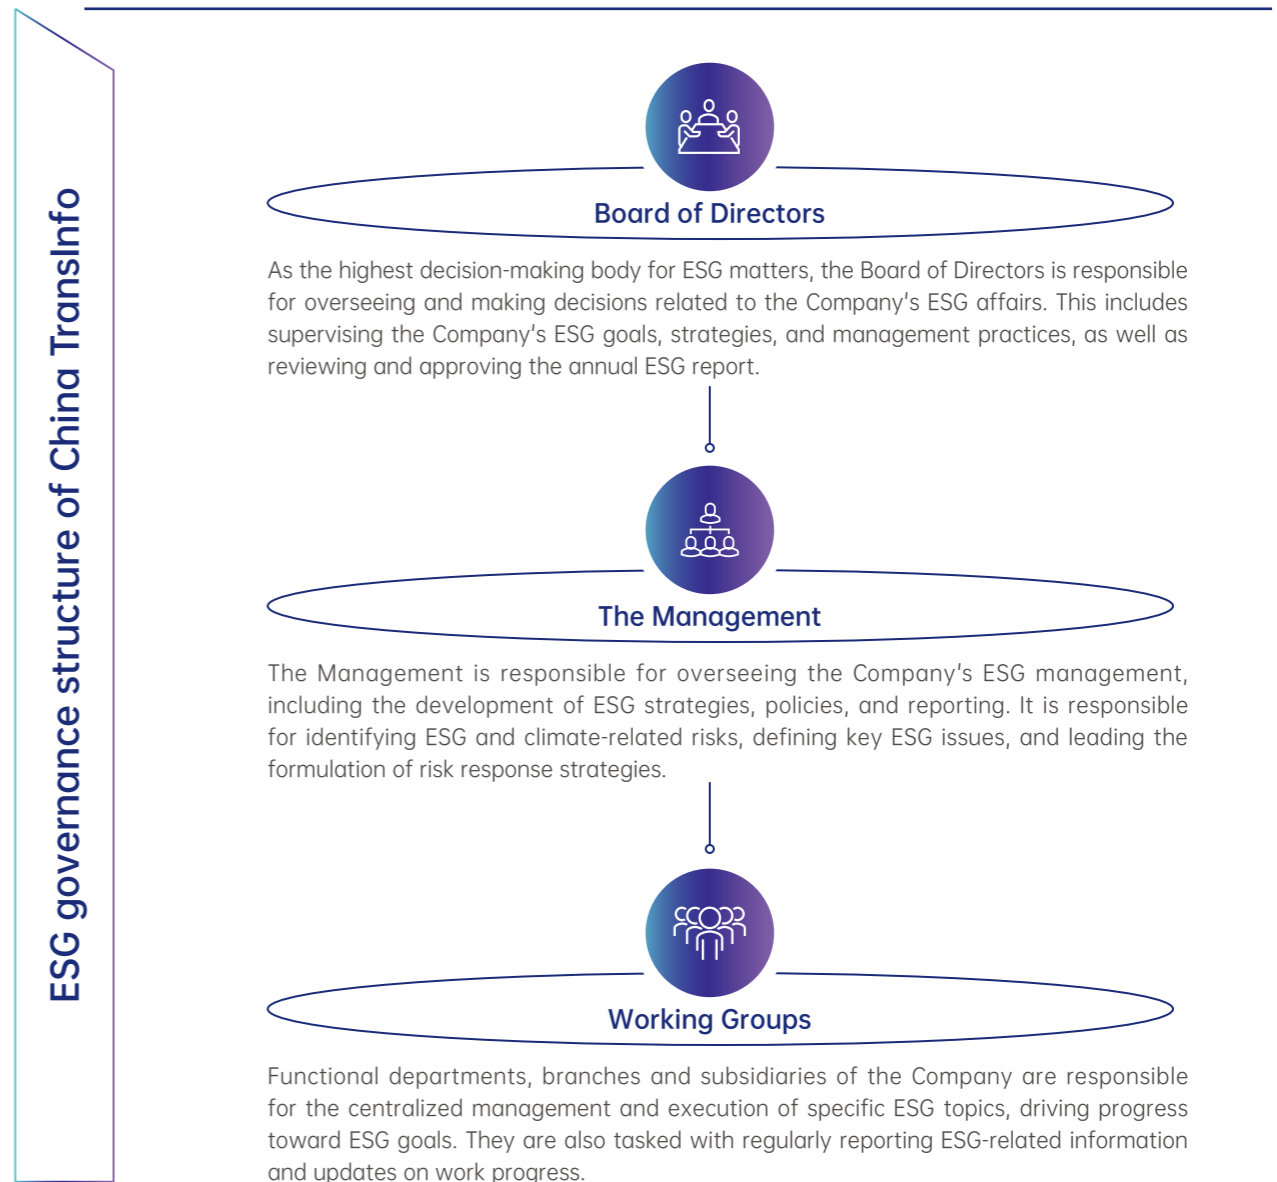 ESG governance structure of China TransInfo
Board of Directors
As the highest decision-making body for ESG matters, the Board of Directors is responsible
for overseeing and making decisions related to the Company's ESG affairs. This includes
supervising the Company's ESG goals, strategies, and management practices, as well as
reviewing and approving the annual ESG report.
The Management
The Management is responsible for overseeing the Company's ESG management,
including the development of ESG strategies, policies, and reporting. It is responsible
for identifying ESG and climate-related risks, defining key ESG issues, and leading the
formulation of risk response strategies.
Working Groups
Functional departments, branches and subsidiaries of the Company are responsible
for the centralized management and execution of specific ESG topics, driving progress
toward ESG goals. They are also tasked with regularly reporting ESG-related information
and updates on work progress.